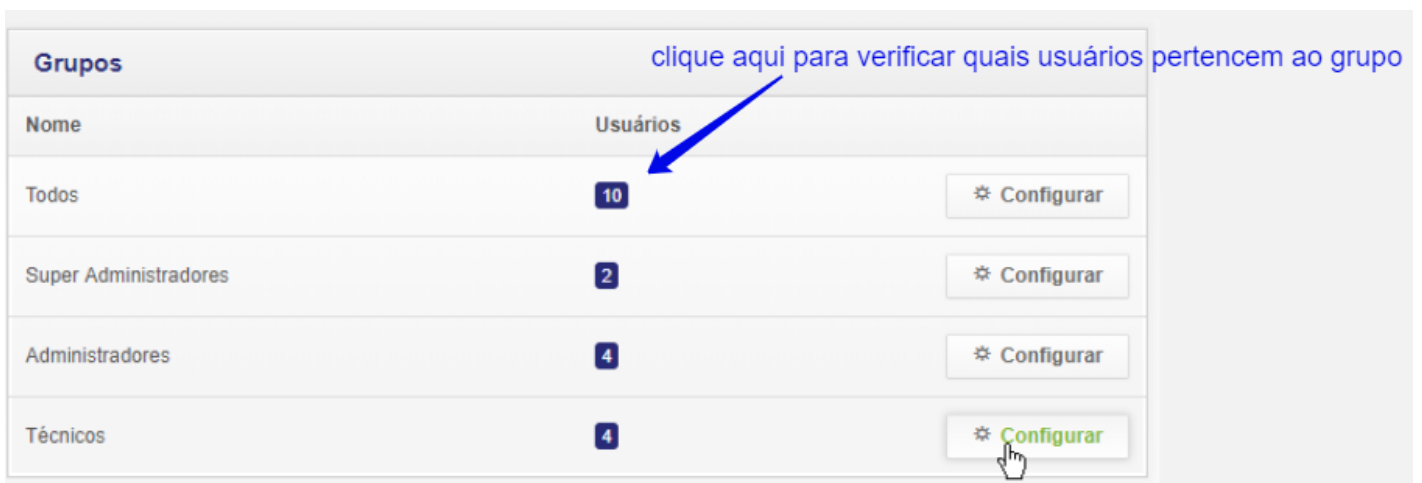 Grupos
clique aqui para verificar quais usuários pertencem ao grupo
Nome Usuários
Todos 10 Configurar
Super Administradores 2 Configurar
Administradores 4 Configurar
Técnicos 4 Configurar